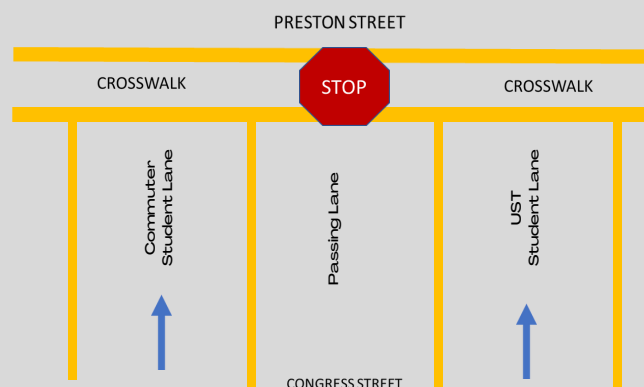 PRESTON STREET
CROSSWALK
STOP
CROSSWALK
Commuter
Student Lane
Passing Lane
UST
Student Lane
CONGRESS STREET